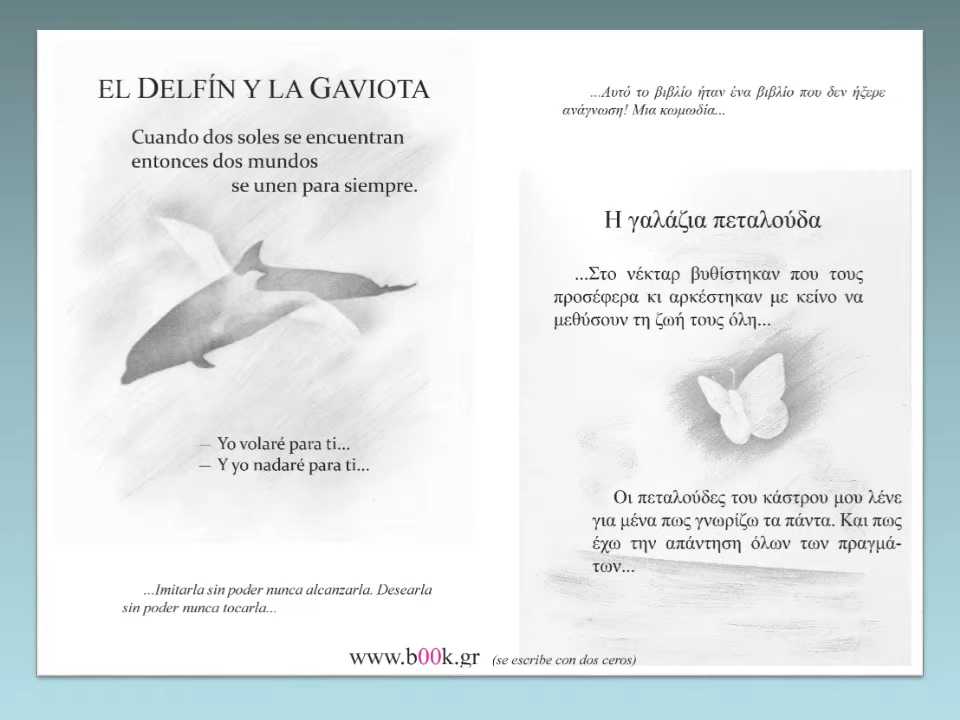 EL DELFÍN Y LA GAVIOTA
Cuando dos soles se encuentran
entonces dos mundos
se unen para siempre.
— Yo volaré para ti...
— Y yo nadaré para ti...
...Imitarla sin poder nunca alcanzarla. Desearla
sin poder nunca tocarla...
...Αυτό το βιβλίο ήταν ένα βιβλίο που δεν ήξερε
ανάγνωση! Μια κωμωδία...
Η γαλάζια πεταλούδα
...Στο νέκταρ βυθίστηκαν που τους
προσέφερα κι αρκέστηκαν με κείνο να
μεθύσουν τη ζωή τους όλη...
Οι πεταλούδες του κάστρου μου λένε
για μένα πως γνωρίζω τα πάντα. Και πως
έχω την απάντηση όλων των πραγμά-
των...
www.b00k.gr (se escribe con dos ceros)